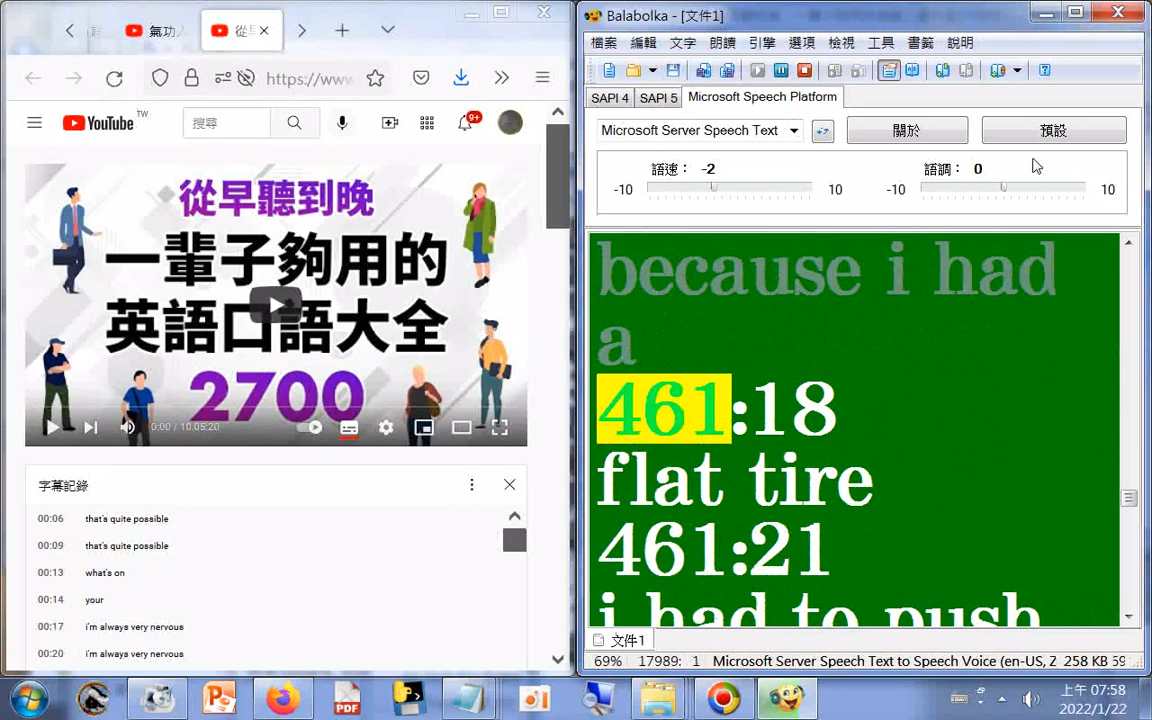 氣功
從
https://www
YouTube TW
搜尋
9+
從早聽到晚
一輩子夠用的
英語口語大全
2700
0:00 / 10:05:20
字幕記錄
00:06 that's quite possible
00:09 that's quite possible
00:13 what's on
00:14 your
00:17 i'm always very nervous
00:20 i'm always very nervous
Balabolka - [文件1]
檔案 編輯 文字 朗讀 引擎 選項 檢視 工具 書籤 說明
SAPI 4 SAPI 5 Microsoft Speech Platform
Microsoft Server Speech Text 關於 預設
語速： -2 語調： 0
-10 10 -10 10
because i had
a
461:18
flat tire
461:21
i had to push
文件1
69% 17989: 1 Microsoft Server Speech Text to Speech Voice (en-US, Z 258 KB 59
PDF
上午 07:58
2022/1/22